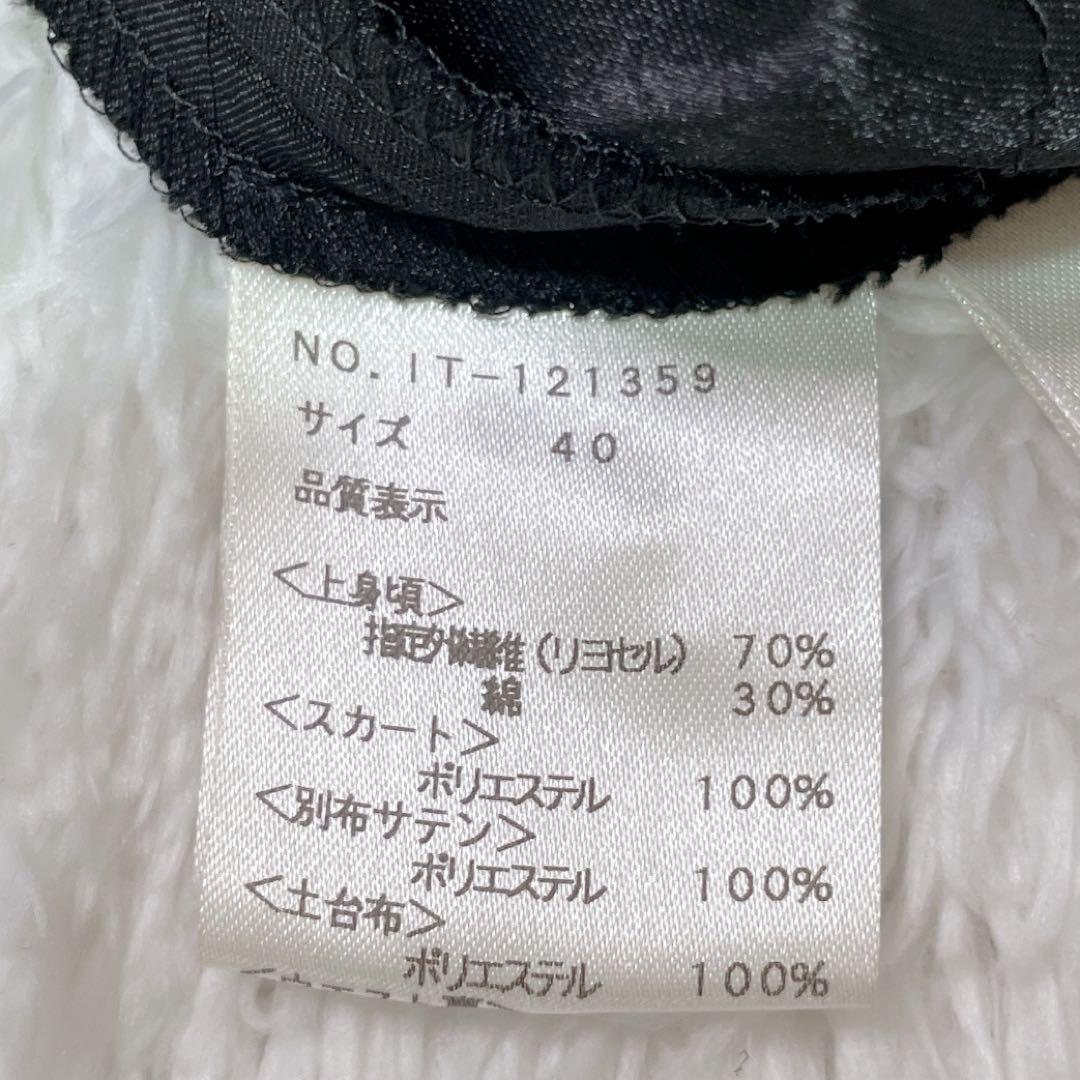 NO. IT-121359
サイズ 40
品質表示
<上身頃>
指定外繊維(リヨセル) 70%
綿 30%
<スカート>
ポリエステル 100%
<別布サテン>
ポリエステル 100%
<土台布>
ポリエステル 100%